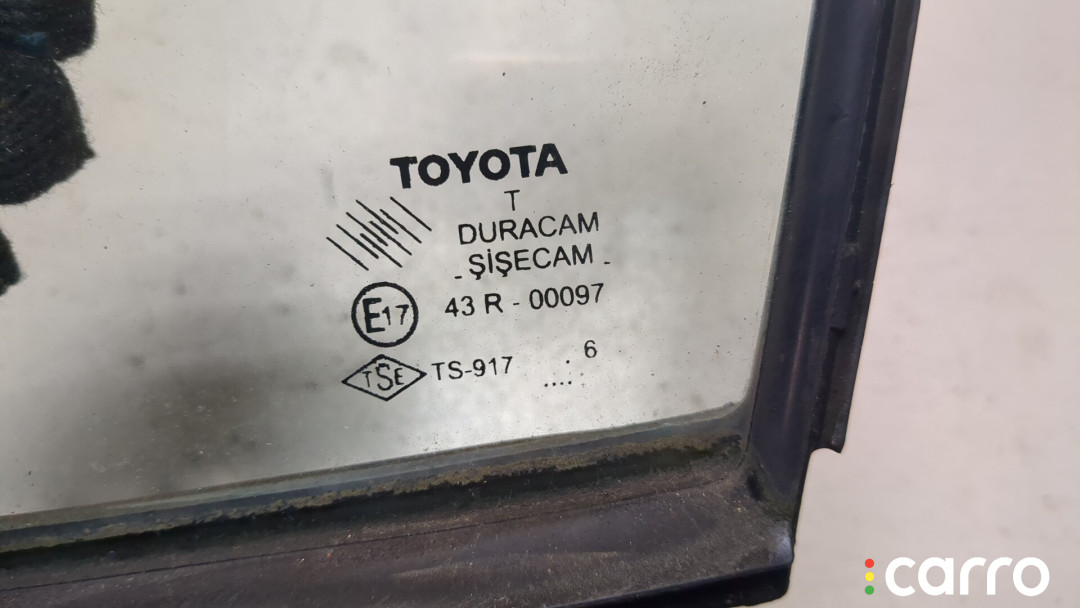 TOYOTA
T
DURACAM
ŞİŞECAM
E17 43 R - 00097
TSE TS-917 .... : 6
carro